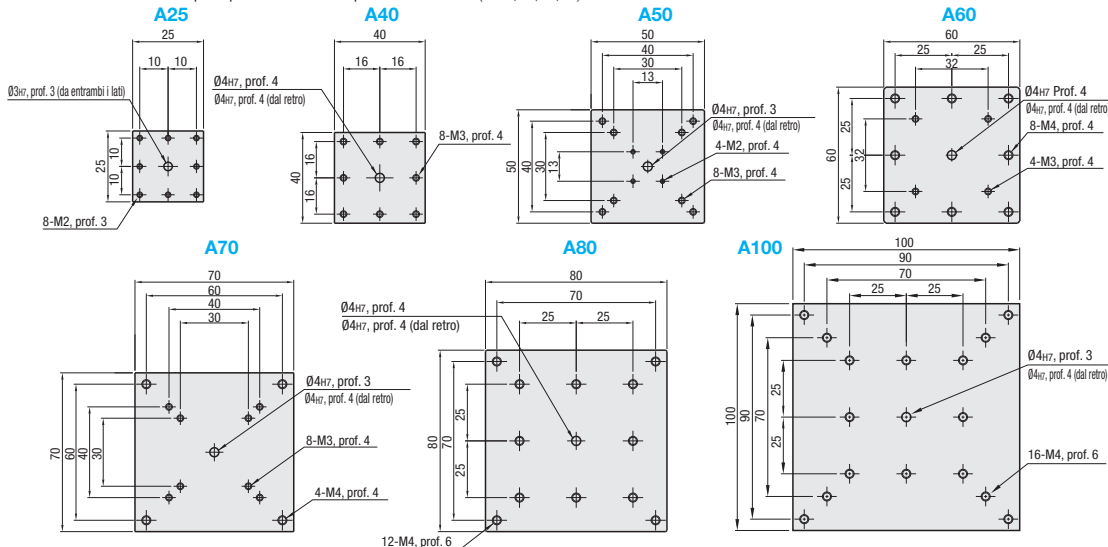 A25
25
10 10
Ø3H7, prof. 3 (da entrambi i lati)
25
10
10
8-M2, prof. 3
A40
40
16 16
Ø4H7, prof. 4
Ø4H7, prof. 4 (dal retro)
8-M3, prof. 4
40
16
16
A50
50
40
30
13
Ø4H7, prof. 3
Ø4H7, prof. 4 (dal retro)
4-M2, prof. 4
8-M3, prof. 4
50
40
30
13
A60
60
25 25
32
Ø4H7 Prof. 4
Ø4H7, prof. 4 (dal retro
8-M4, prof. 4
4-M3, prof. 4
60
25
32
25
A70
70
60
40
30
Ø4H7, prof. 3
Ø4H7, prof. 4 (dal retro)
8-M3, prof. 4
4-M4, prof. 4
70
60
40
30
A80
80
70
25 25
Ø4H7, prof. 4
Ø4H7, prof. 4 (dal retro)
80
70
25
25
12-M4, prof. 6
A100
100
90
70
25 25
Ø4H7, prof. 3
Ø4H7, prof. 4 (dal retro)
16-M4, prof. 6
100
90
70
25
25